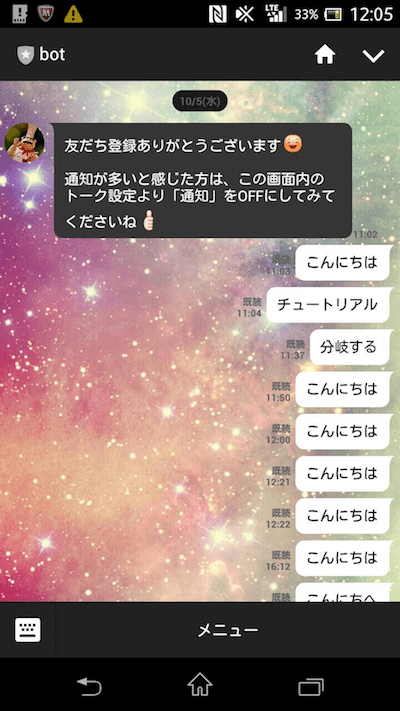 LTE 33% 12:05
bot
10/5(水)
友だち登録ありがとうございます
通知が多いと感じた方は、この画面内の
トーク設定より「通知」をOFFにしてみて
くださいね
11:02
既読
11:03 こんにちは
既読
11:04 チュートリアル
既読
11:37 分岐する
既読
11:50 こんにちは
既読
12:00 こんにちは
既読
12:21 こんにちは
既読
12:22 こんにちは
既読
16:12 こんにちは
既読
メニュー